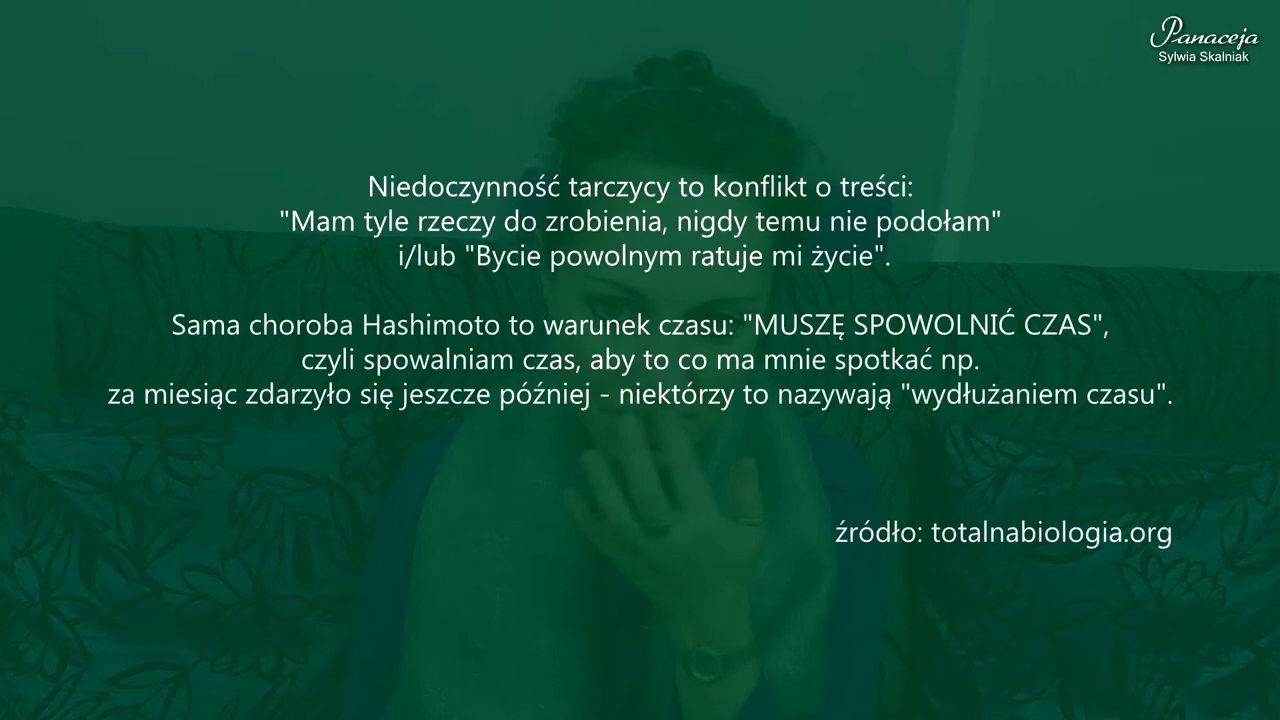 Panaceja
Sylwia Skalniak
Niedoczynność tarczycy to konflikt o treści:
"Mam tyle rzeczy do zrobienia, nigdy temu nie podołam"
i/lub "Bycie powolnym ratuje mi życie".
Sama choroba Hashimoto to warunek czasu: "MUSZĘ SPOWOLNIĆ CZAS",
czyli spowalniam czas, aby to co ma mnie spotkać np.
za miesiąc zdarzyło się jeszcze później - niektórzy to nazywają "wydłużaniem czasu".
źródło: totalnabiologia.org